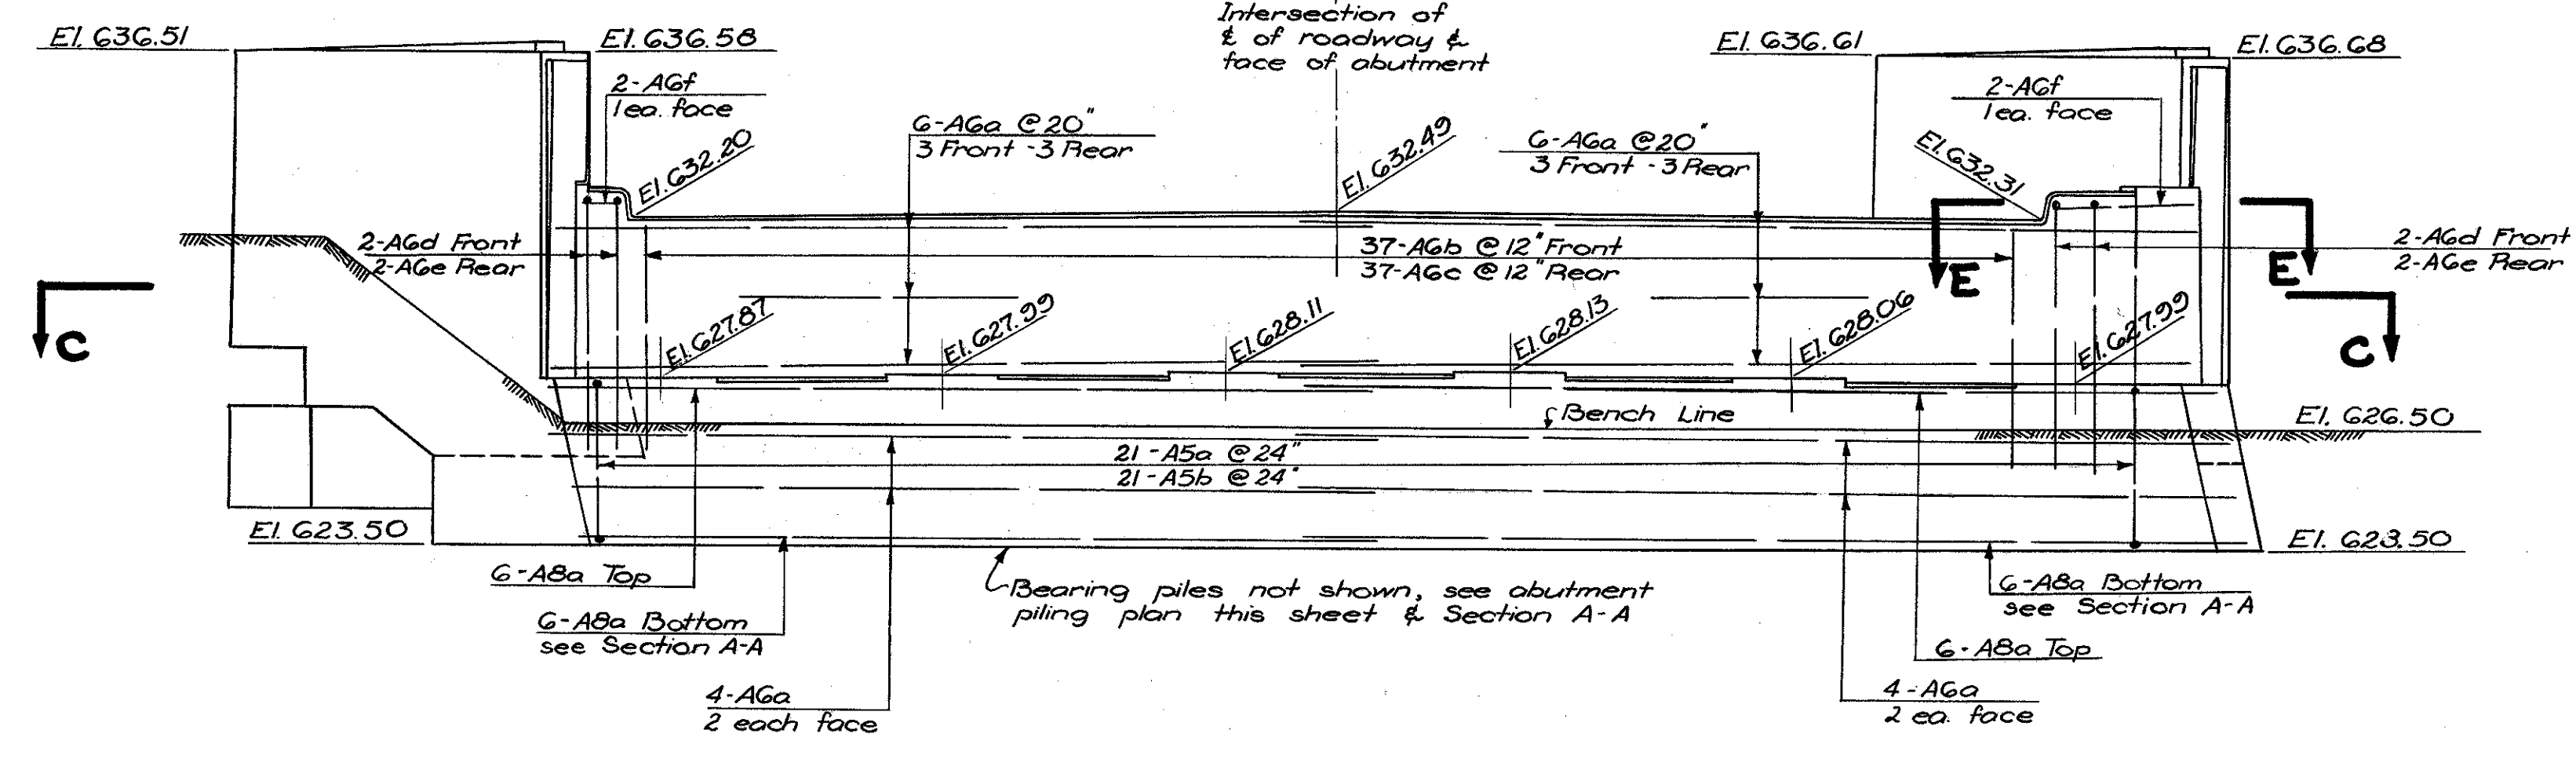 Intersection of
℄ of roadway &
face of abutment
El. 636.51
El. 636.58
El. 636.61
El. 636.68
2-A6f
1 ea. face
2-A6f
1 ea. face
6-A6a @ 20"
3 Front - 3 Rear
6-A6a @ 20"
3 Front - 3 Rear
El. 632.20
El. 632.49
El. 632.31
2-A6d Front
2-A6e Rear
37-A6b @ 12" Front
37-A6c @ 12" Rear
2-A6d Front
2-A6e Rear
E
E
C
C
El. 627.87
El. 627.99
El. 628.11
El. 628.13
El. 628.06
El. 627.99
Bench Line
El. 626.50
21-A5a @ 24"
21-A5b @ 24"
El. 623.50
El. 623.50
6-A8a Top
Bearing piles not shown, see abutment
piling plan this sheet & Section A-A
6-A8a Bottom
see Section A-A
6-A8a Bottom
see Section A-A
6-A8a Top
4-A6a
2 each face
4-A6a
2 ea. face